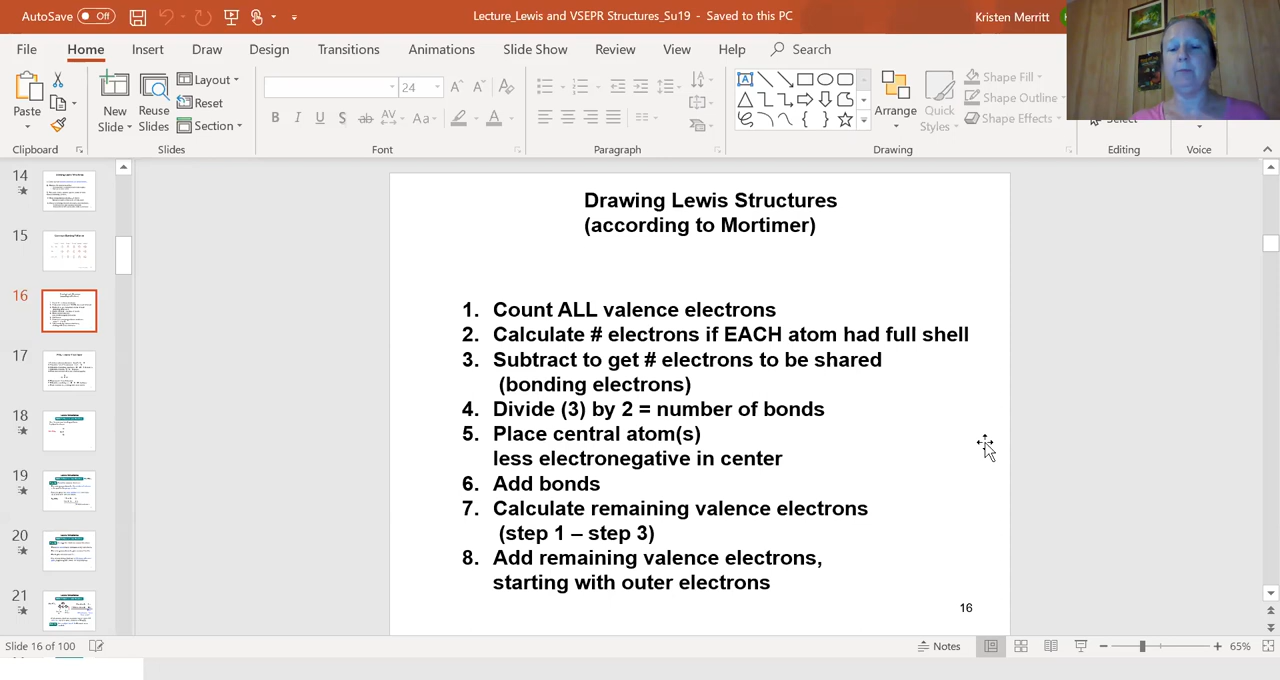 AutoSave Off Lecture_Lewis and VSEPR Structures_Su19 - Saved to this PC Kristen Merritt
File Home Insert Draw Design Transitions Animations Slide Show Review View Help Search
Paste
New
Slide
Reuse
Slides
Layout
Reset
Section
24
B I U S ab AV Aa A
Arrange
Quick
Styles
Shape Fill
Shape Outline
Shape Effects
Select
Clipboard Slides Font Paragraph Drawing Editing Voice
14
15
16
17
18
19
20
21
Drawing Lewis Structures
(according to Mortimer)
1. Count ALL valence electrons
2. Calculate # electrons if EACH atom had full shell
3. Subtract to get # electrons to be shared
(bonding electrons)
4. Divide (3) by 2 = number of bonds
5. Place central atom(s)
less electronegative in center
6. Add bonds
7. Calculate remaining valence electrons
(step 1 – step 3)
8. Add remaining valence electrons,
starting with outer electrons
16
Slide 16 of 100 Notes 65%